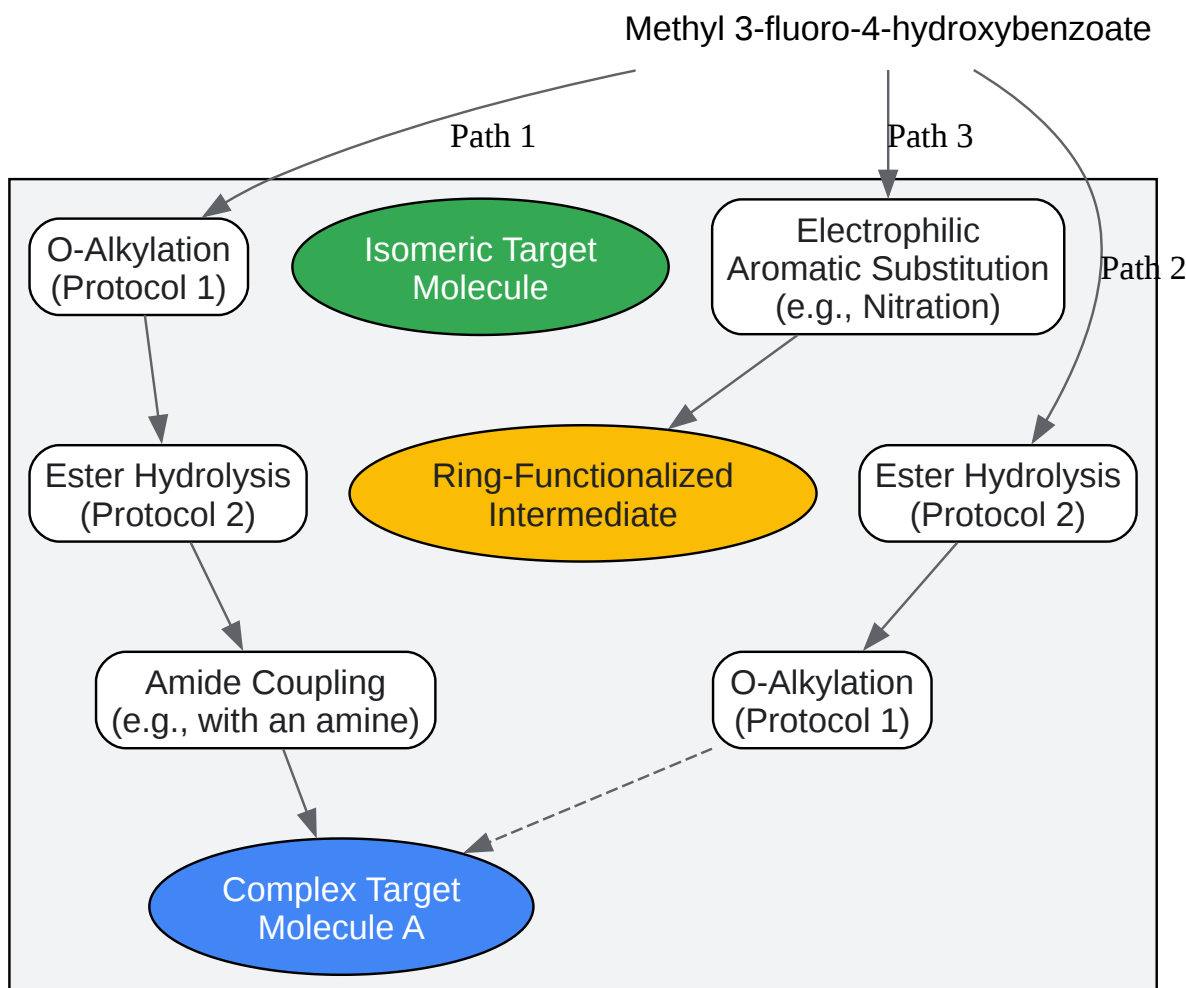 Methyl 3-fluoro-4-hydroxybenzoate
Path 1
Path 3
Path 2
O-Alkylation
(Protocol 1)
Isomeric Target
Molecule
Electrophilic
Aromatic Substitution
(e.g., Nitration)
Ester Hydrolysis
(Protocol 2)
Ring-Functionalized
Intermediate
Ester Hydrolysis
(Protocol 2)
Amide Coupling
(e.g., with an amine)
O-Alkylation
(Protocol 1)
Complex Target
Molecule A